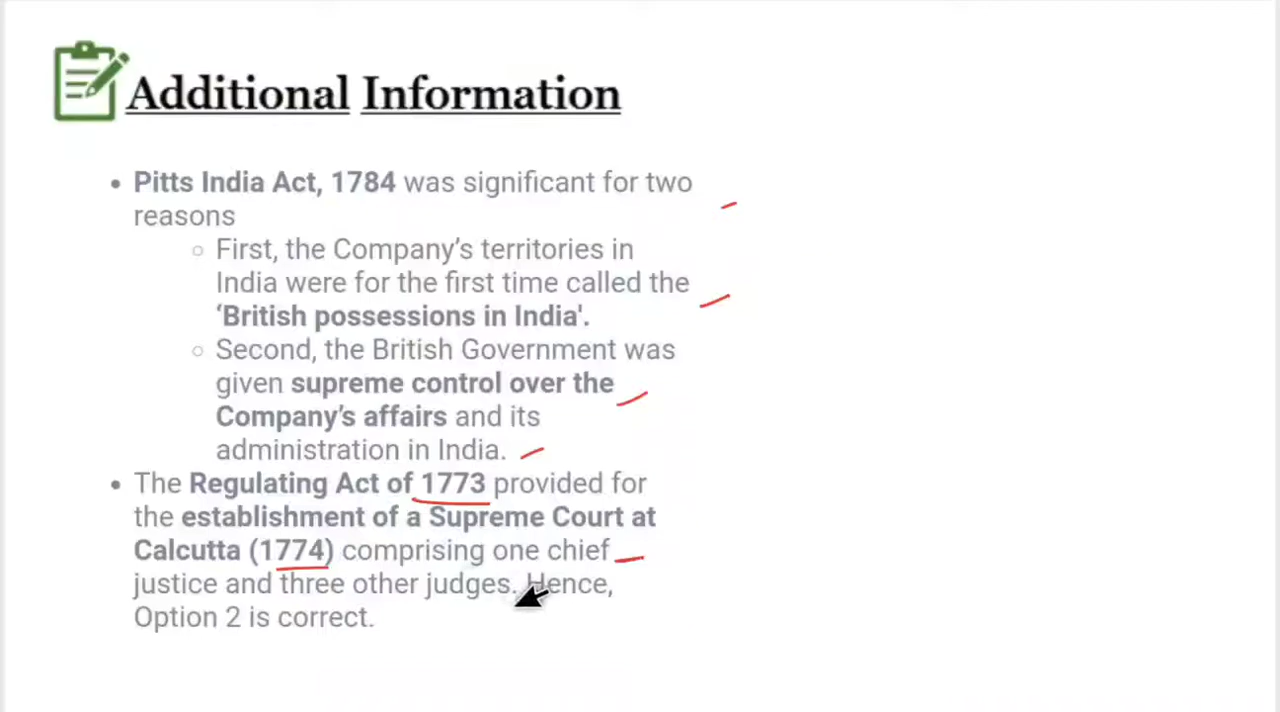 Additional Information
• Pitts India Act, 1784 was significant for two
reasons
○ First, the Company’s territories in
India were for the first time called the
‘British possessions in India'.
○ Second, the British Government was
given supreme control over the
Company’s affairs and its
administration in India.
• The Regulating Act of 1773 provided for
the establishment of a Supreme Court at
Calcutta (1774) comprising one chief
justice and three other judges. Hence,
Option 2 is correct.